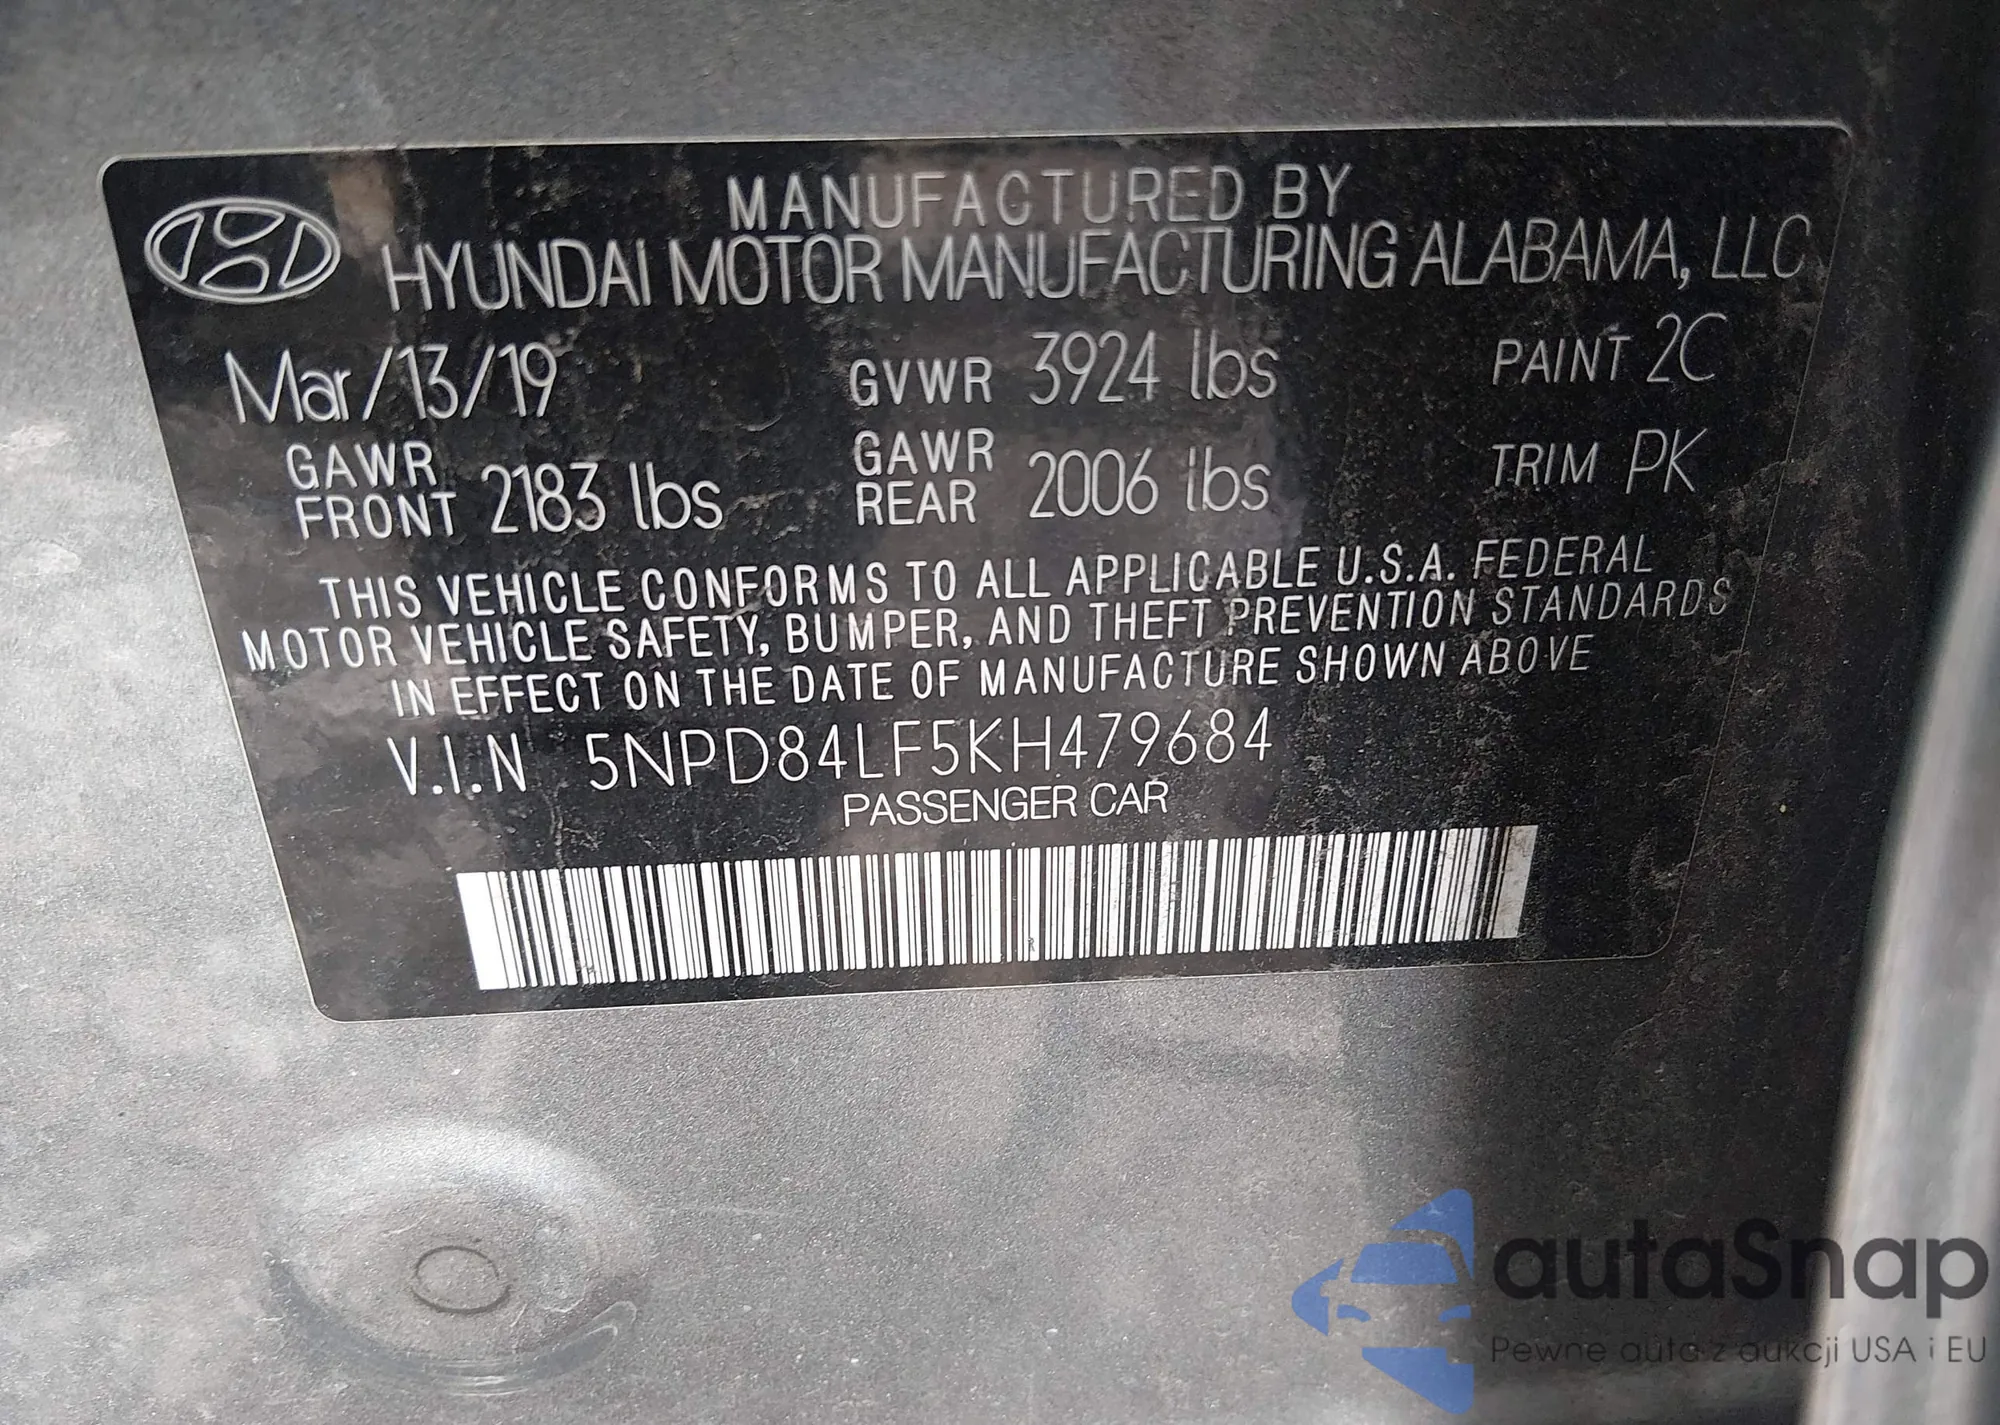 MANUFACTURED BY
HYUNDAI MOTOR MANUFACTURING ALABAMA, LLC
Mar/13/19 GVWR 3924 lbs PAINT 2C
GAWR FRONT 2183 lbs GAWR REAR 2006 lbs TRIM PK
THIS VEHICLE CONFORMS TO ALL APPLICABLE U.S.A. FEDERAL
MOTOR VEHICLE SAFETY, BUMPER, AND THEFT PREVENTION STANDARDS
IN EFFECT ON THE DATE OF MANUFACTURE SHOWN ABOVE
V.I.N 5NPD84LF5KH479684
PASSENGER CAR
autaSnap
Pewne auta z aukcji USA i EU